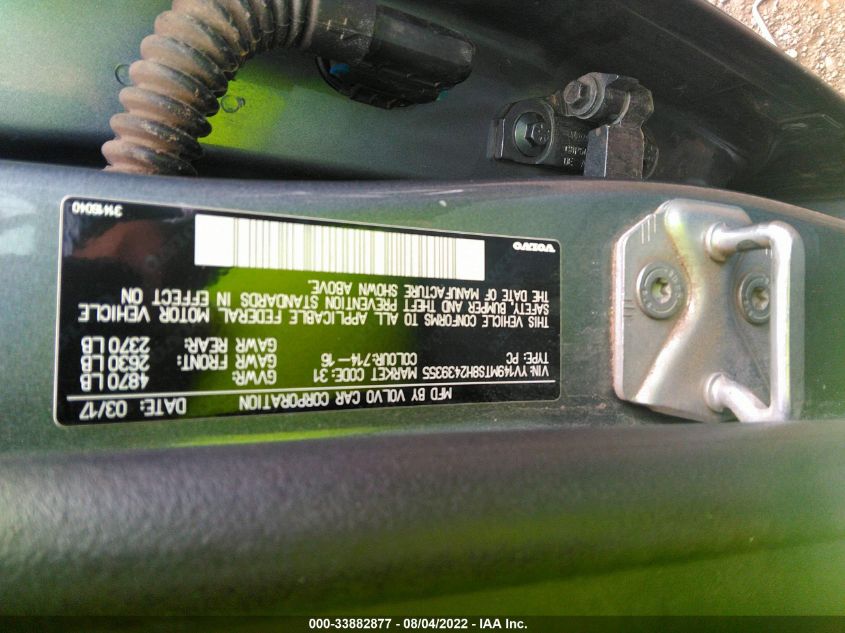 MFD BY VOLVO CAR CORPORATION DATE: 03/17
VIN: YV149MTS8H2439355 MARKET CODE: 31 GVWR: 4870 LB
TYPE: PC COLOUR: 714-16 GAWR FRONT: 2630 LB
GAWR REAR: 2370 LB
THIS VEHICLE CONFORMS TO ALL APPLICABLE FEDERAL MOTOR VEHICLE
SAFETY, BUMPER AND THEFT PREVENTION STANDARDS IN EFFECT ON
THE DATE OF MANUFACTURE SHOWN ABOVE.
VOLVO
31418040
000-33882877 - 08/04/2022 - IAA Inc.